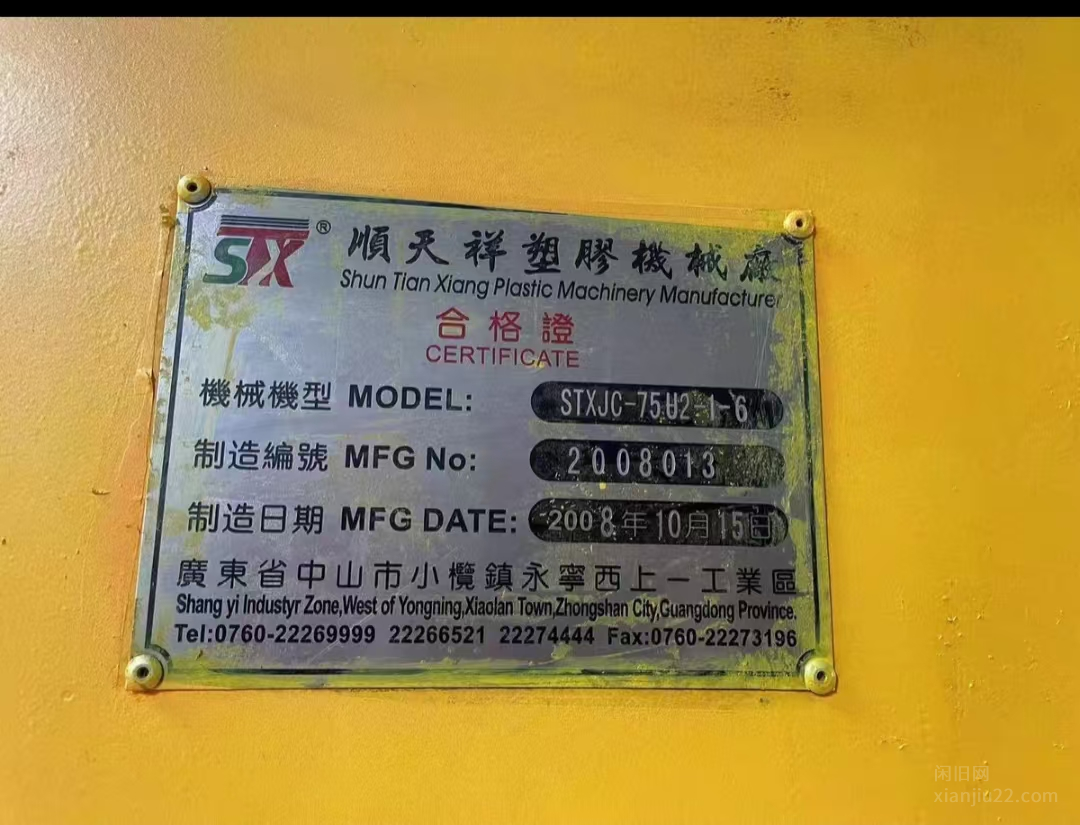 STX® 順天祥塑膠機械廠
Shun Tian Xiang Plastic Machinery Manufacturer
合格證
CERTIFICATE
機械機型 MODEL: STXJC-75U2-1-6
制造編號 MFG No: 2008013
制造日期 MFG DATE: 2008年10月15日
廣東省中山市小欖鎮永寧西上一工業區
Shang yi Industyr Zone,West of Yongning,Xiaolan Town,Zhongshan City,Guangdong Province.
Tel:0760-22269999 22266521 22274444 Fax:0760-22273196
闲旧网
xianjiu22.com